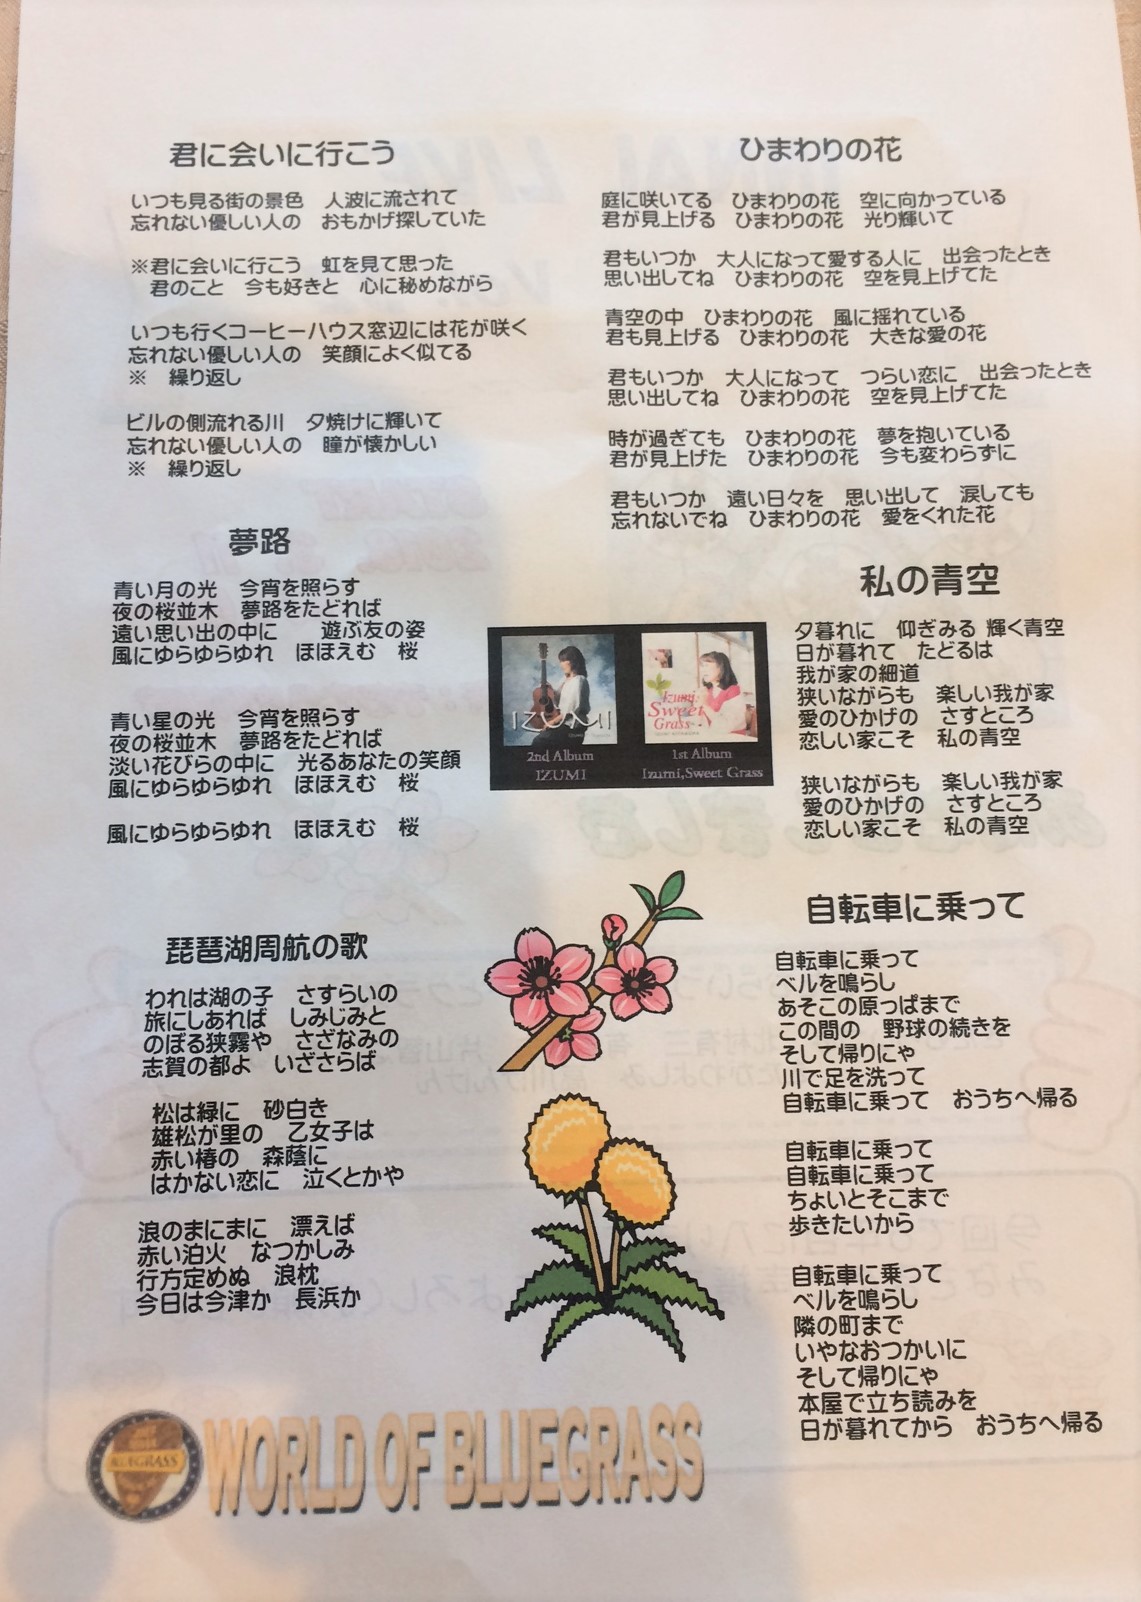 君に会いに行こう
いつも見る街の景色　人波に流されて
忘れない優しい人の　おもかげ探していた
※君に会いに行こう　虹を見て思った
君のこと　今も好きと　心に秘めながら
いつも行くコーヒーハウス窓辺には花が咲く
忘れない優しい人の　笑顔によく似てる
※　繰り返し
ビルの側流れる川　夕焼けに輝いて
忘れない優しい人の　瞳が懐かしい
※　繰り返し
夢路
青い月の光　今宵を照らす
夜の桜並木　夢路をたどれば
遠い思い出の中に　　遊ぶ友の姿
風にゆらゆらゆれ　ほほえむ　桜
青い星の光　今宵を照らす
夜の桜並木　夢路をたどれば
淡い花びらの中に　光るあなたの笑顔
風にゆらゆらゆれ　ほほえむ　桜
風にゆらゆらゆれ　ほほえむ　桜
琵琶湖周航の歌
われは湖の子　さすらいの
旅にしあれば　しみじみと
のぼる狭霧や　さざなみの
志賀の都よ　いざさらば
松は緑に　砂白き
雄松が里の　乙女子は
赤い椿の　森蔭に
はかない恋に　泣くとかや
浪のまにまに　漂えば
赤い泊火　なつかしみ
行方定めぬ　浪枕
今日は今津か　長浜か
ひまわりの花
庭に咲いてる　ひまわりの花　空に向かっている
君が見上げる　ひまわりの花　光り輝いて
君もいつか　大人になって愛する人に　出会ったとき
思い出してね　ひまわりの花　空を見上げてた
青空の中　ひまわりの花　風に揺れている
君も見上げる　ひまわりの花　大きな愛の花
君もいつか　大人になって　つらい恋に　出会ったとき
思い出してね　ひまわりの花　空を見上げてた
時が過ぎても　ひまわりの花　夢を抱いている
君が見上げた　ひまわりの花　今も変わらずに
君もいつか　遠い日々を　思い出して　涙しても
忘れないでね　ひまわりの花　愛をくれた花
私の青空
夕暮れに　仰ぎみる 輝く青空
日が暮れて　たどるは
我が家の細道
狭いながらも　楽しい我が家
愛のひかげの　さすところ
恋しい家こそ　私の青空
狭いながらも　楽しい我が家
愛のひかげの　さすところ
恋しい家こそ　私の青空
自転車に乗って
自転車に乗って
ベルを鳴らし
あそこの原っぱまで
この間の　野球の続きを
そして帰りにゃ
川で足を洗って
自転車に乗って　おうちへ帰る
自転車に乗って
自転車に乗って
ちょいとそこまで
歩きたいから
自転車に乗って
ベルを鳴らし
隣の町まで
いやなおつかいに
そして帰りにゃ
本屋で立ち読みを
日が暮れてから　おうちへ帰る
IZUMI
2nd Album
IZUMI
Izumi
Sweet
Grass
1st Album
Izumi,Sweet Grass
BLUEGRASS
WORLD OF BLUEGRASS